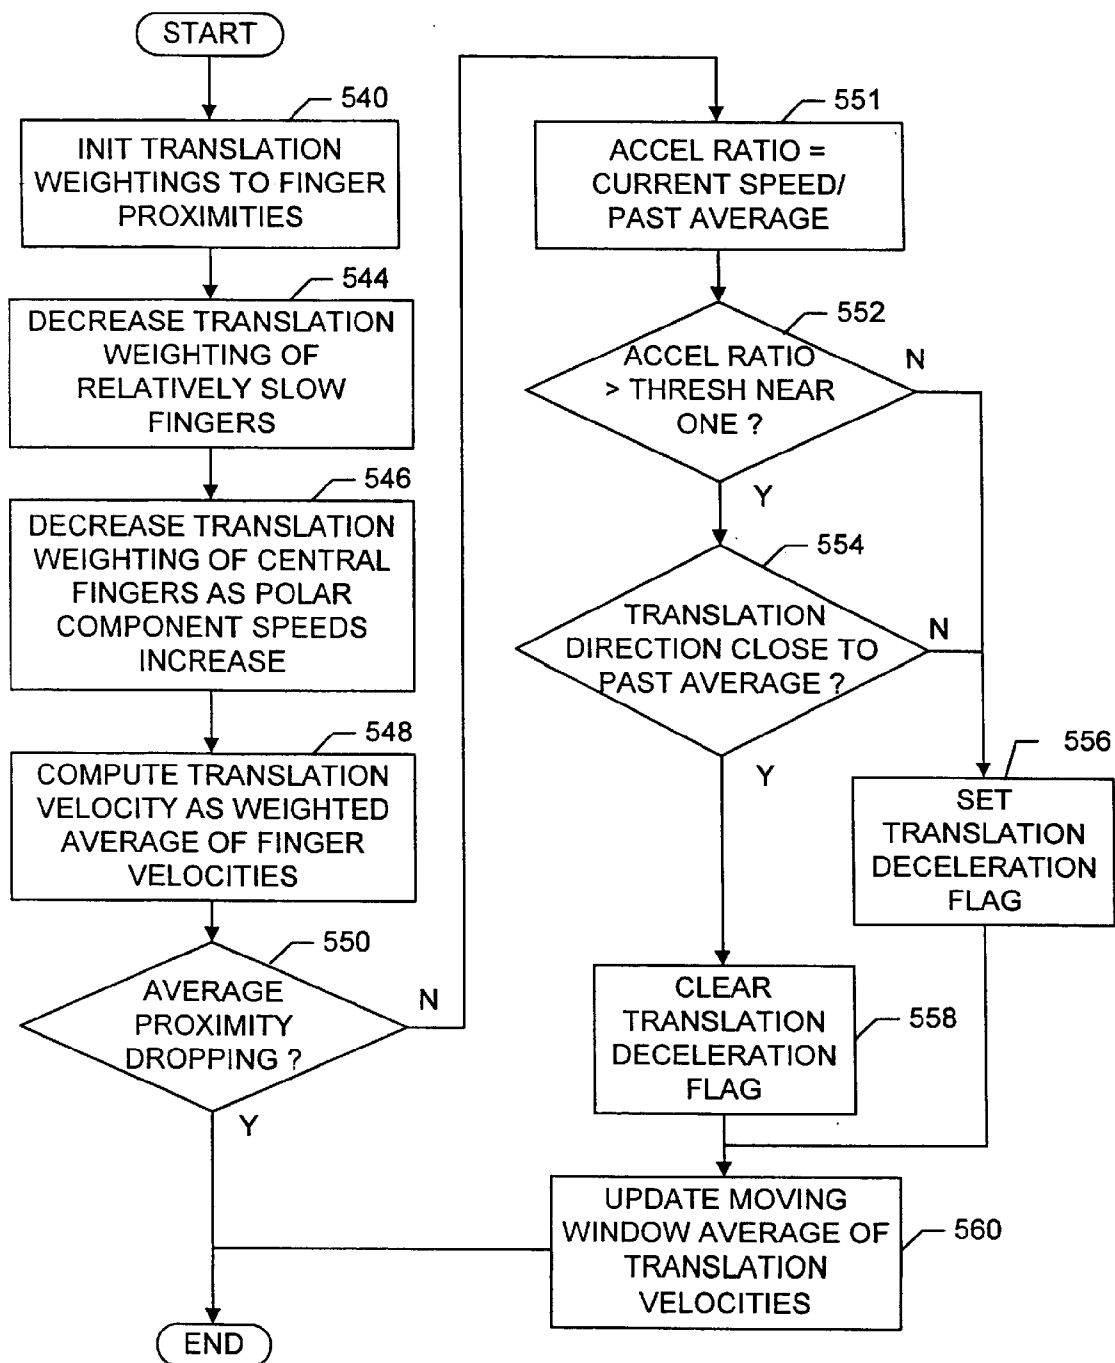 START
540
INIT TRANSLATION
WEIGHTINGS TO FINGER
PROXIMITIES
544
DECREASE TRANSLATION
WEIGHTING OF
RELATIVELY SLOW
FINGERS
546
DECREASE TRANSLATION
WEIGHTING OF CENTRAL
FINGERS AS POLAR
COMPONENT SPEEDS
INCREASE
548
COMPUTE TRANSLATION
VELOCITY AS WEIGHTED
AVERAGE OF FINGER
VELOCITIES
550
AVERAGE
PROXIMITY
DROPPING ?
N
Y
551
ACCEL RATIO =
CURRENT SPEED/
PAST AVERAGE
552
ACCEL RATIO
> THRESH NEAR
ONE ?
N
Y
554
TRANSLATION
DIRECTION CLOSE TO
PAST AVERAGE ?
N
Y
556
SET
TRANSLATION
DECELERATION
FLAG
CLEAR
TRANSLATION
DECELERATION
FLAG
558
UPDATE MOVING
WINDOW AVERAGE OF
TRANSLATION
VELOCITIES
560
END